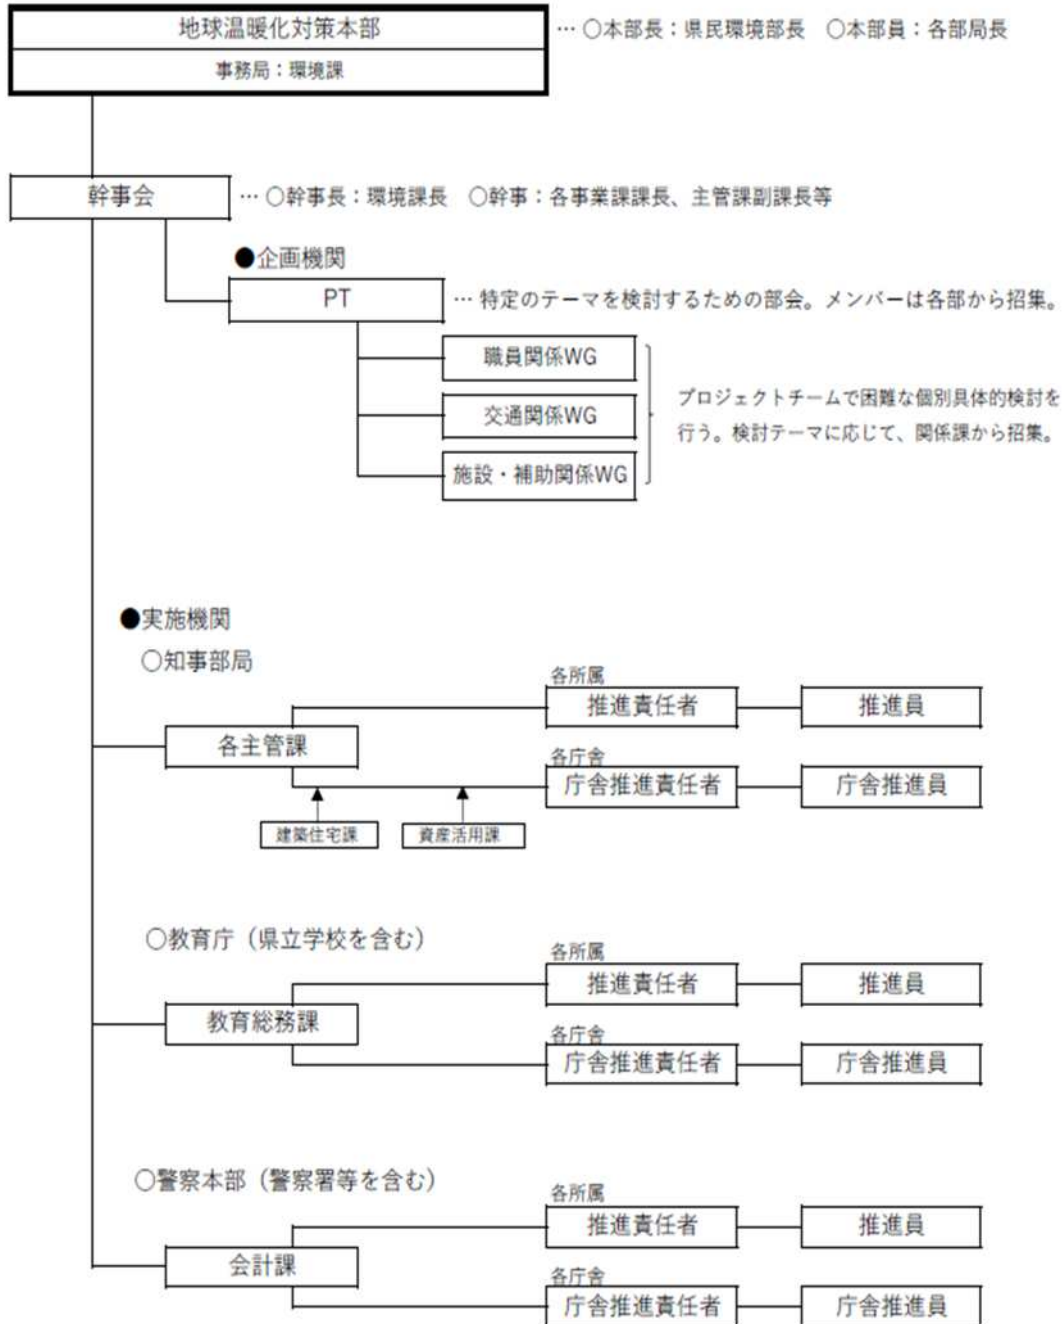 地球温暖化対策本部
… ○本部長：県民環境部長　○本部員：各部局長
事務局：環境課
幹事会
… ○幹事長：環境課長　○幹事：各事業課課長、主管課副課長等
●企画機関
PT
… 特定のテーマを検討するための部会。メンバーは各部から招集。
職員関係WG
交通関係WG
施設・補助関係WG
プロジェクトチームで困難な個別具体的検討を
行う。検討テーマに応じて、関係課から招集。
●実施機関
○知事部局
各主管課
各所属
推進責任者
推進員
各庁舎
庁舎推進責任者
庁舎推進員
建築住宅課
資産活用課
○教育庁（県立学校を含む）
教育総務課
各所属
推進責任者
推進員
各庁舎
庁舎推進責任者
庁舎推進員
○警察本部（警察署等を含む）
会計課
各所属
推進責任者
推進員
各庁舎
庁舎推進責任者
庁舎推進員